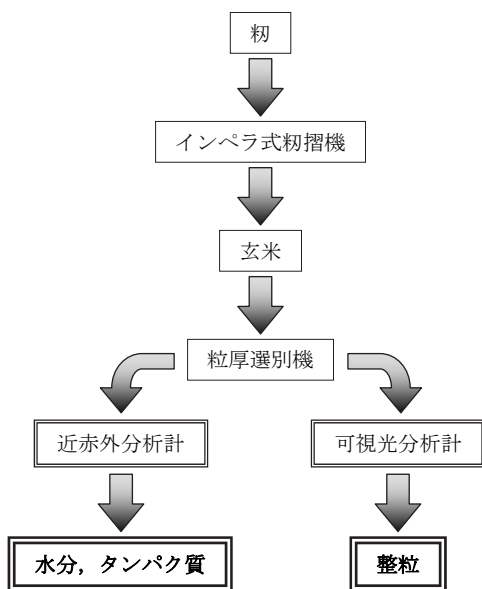 籾
インペラ式籾摺機
玄米
粒厚選別機
近赤外分析計
可視光分析計
水分，タンパク質
整粒